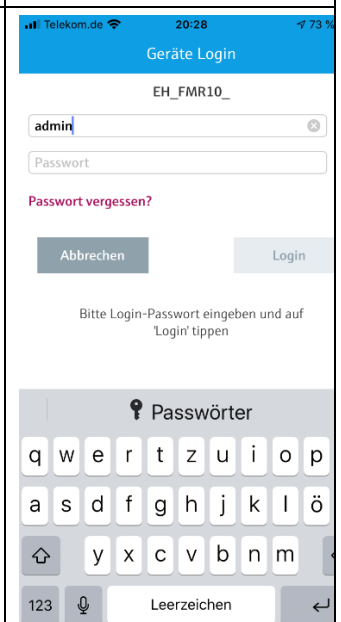 Telekom.de 20:28 73 %
Geräte Login
EH_FMR10_
admin
Passwort
Passwort vergessen?
Abbrechen Login
Bitte Login-Passwort eingeben und auf
'Login' tippen
Passwörter
q w e r t z u i o p
a s d f g h j k l ö
y x c v b n m
123 Leerzeichen